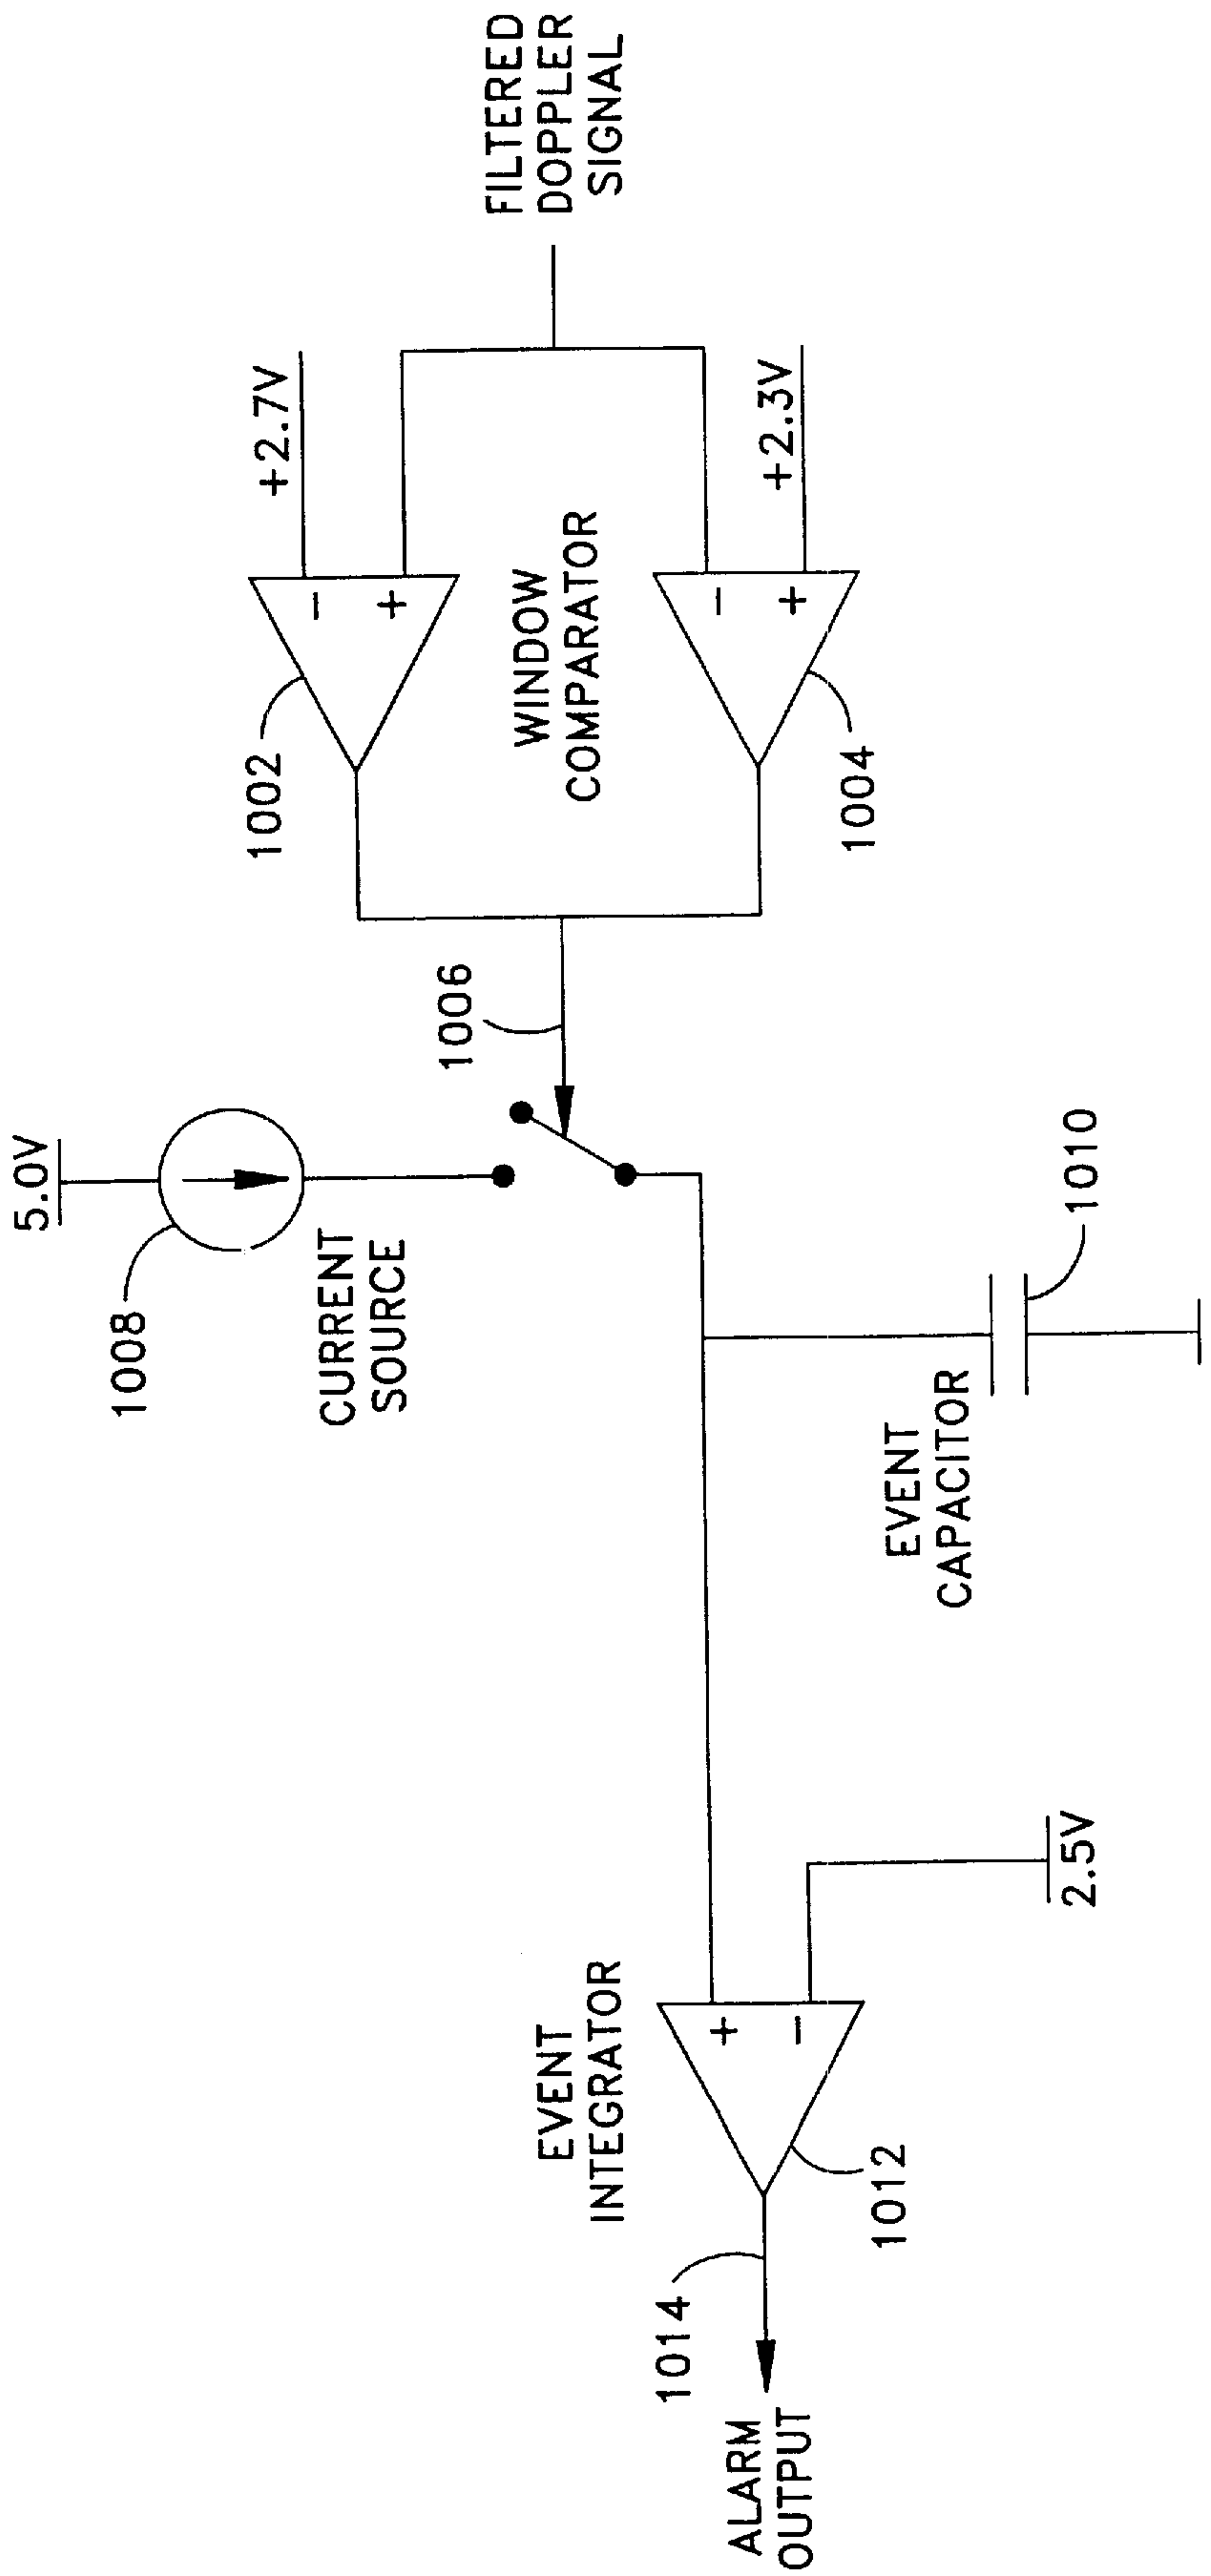 FILTERED
DOPPLER
SIGNAL
+2.7V
+2.3V
-
+
-
+
WINDOW
COMPARATOR
1002
1004
1006
5.0V
1008
CURRENT
SOURCE
1010
EVENT
CAPACITOR
EVENT
INTEGRATOR
+
-
2.5V
1012
1014
ALARM
OUTPUT